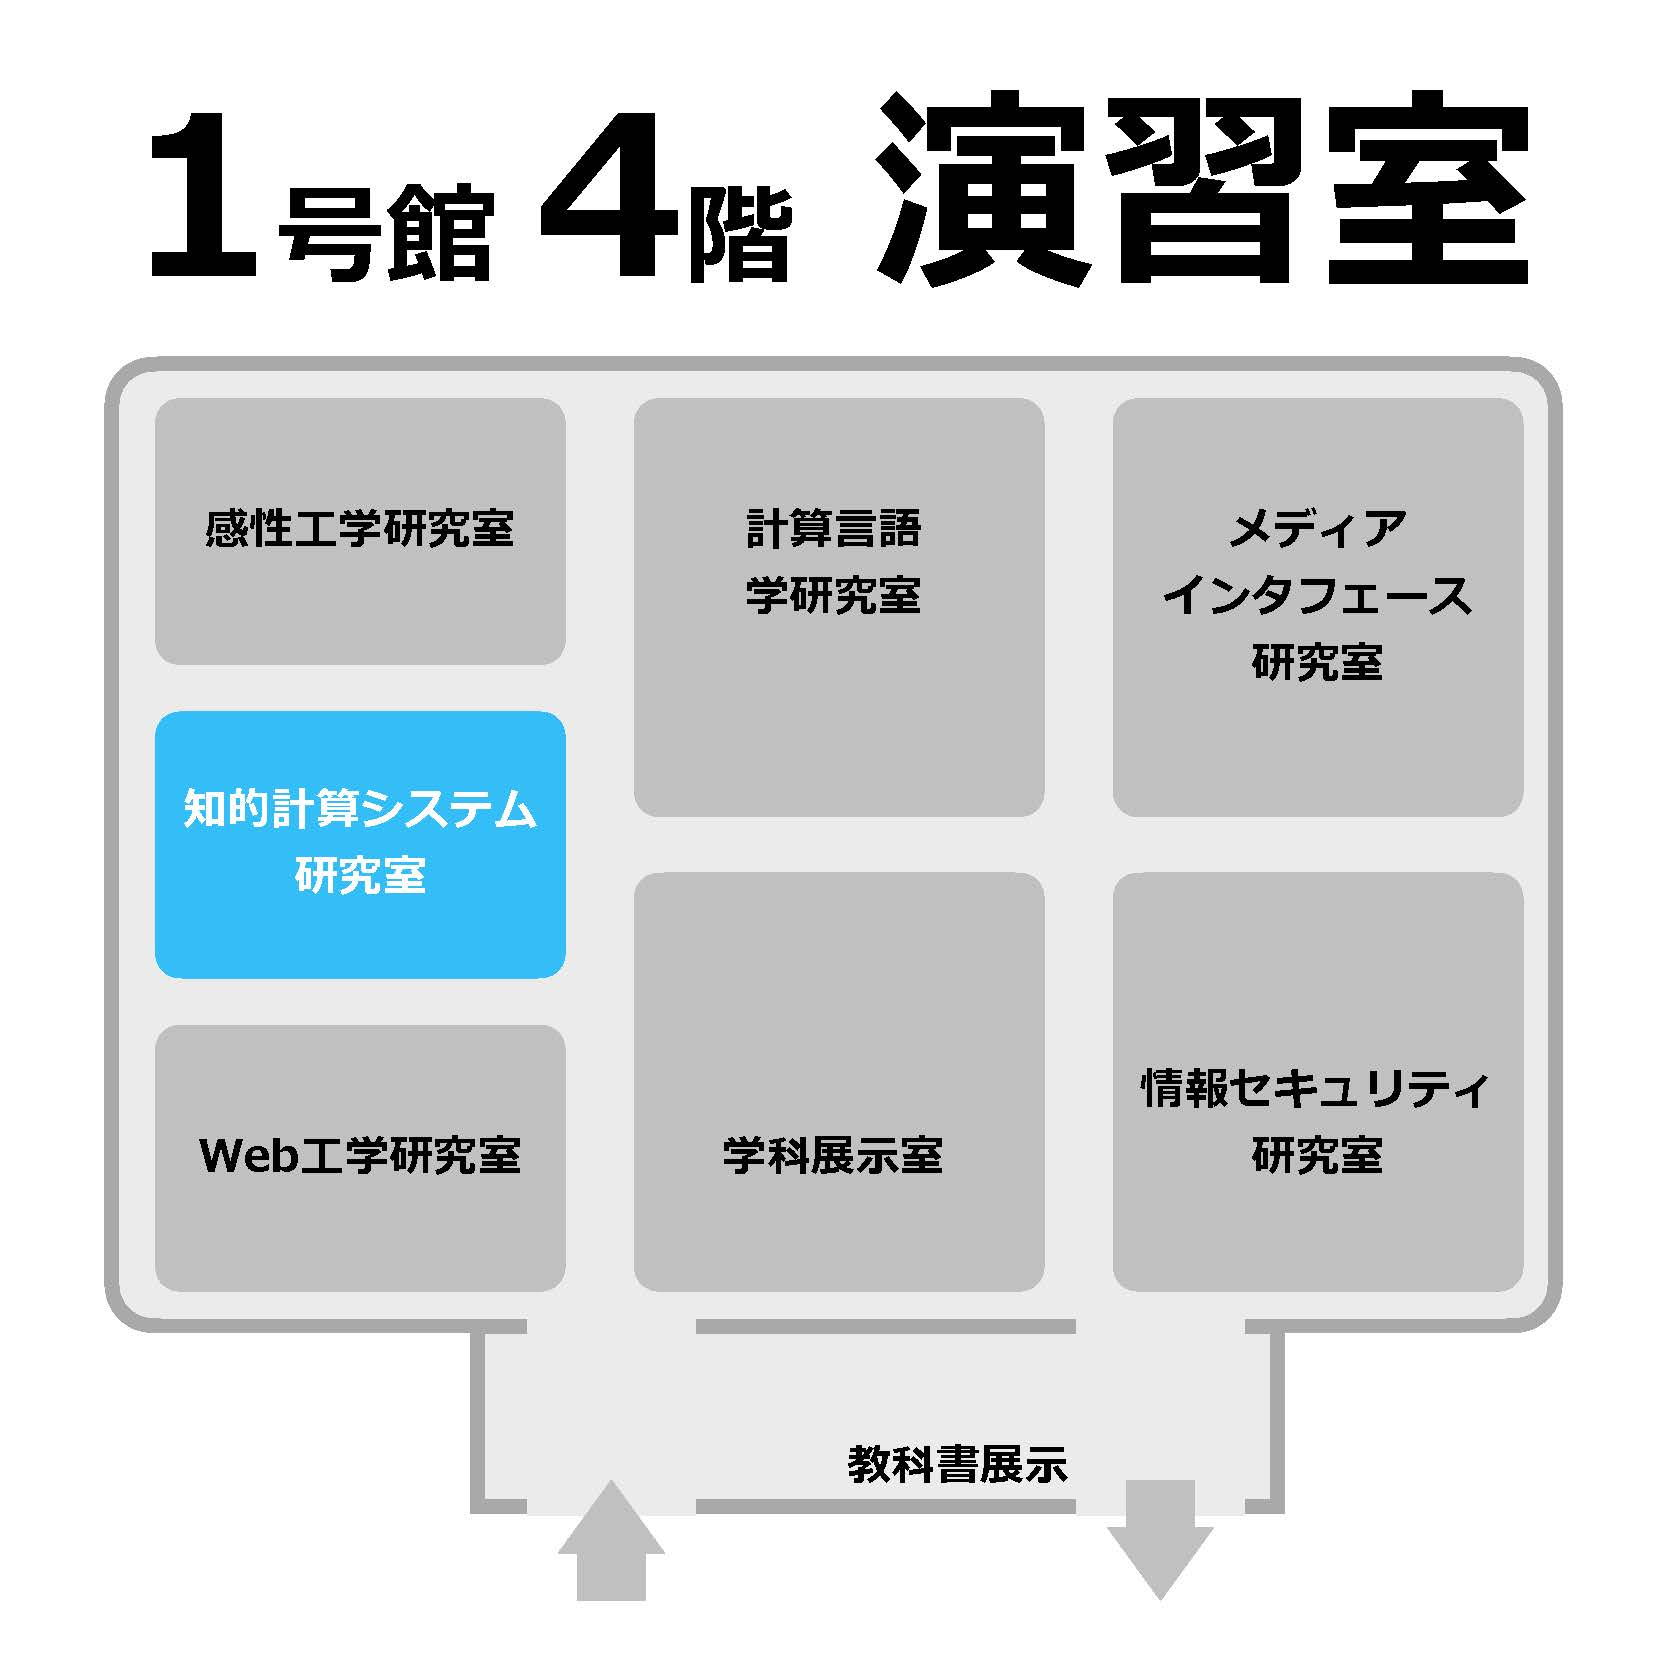 1号館 4階 演習室
感性工学研究室
計算言語
学研究室
メディア
インタフェース
研究室
知的計算システム
研究室
Web工学研究室
学科展示室
情報セキュリティ
研究室
教科書展示